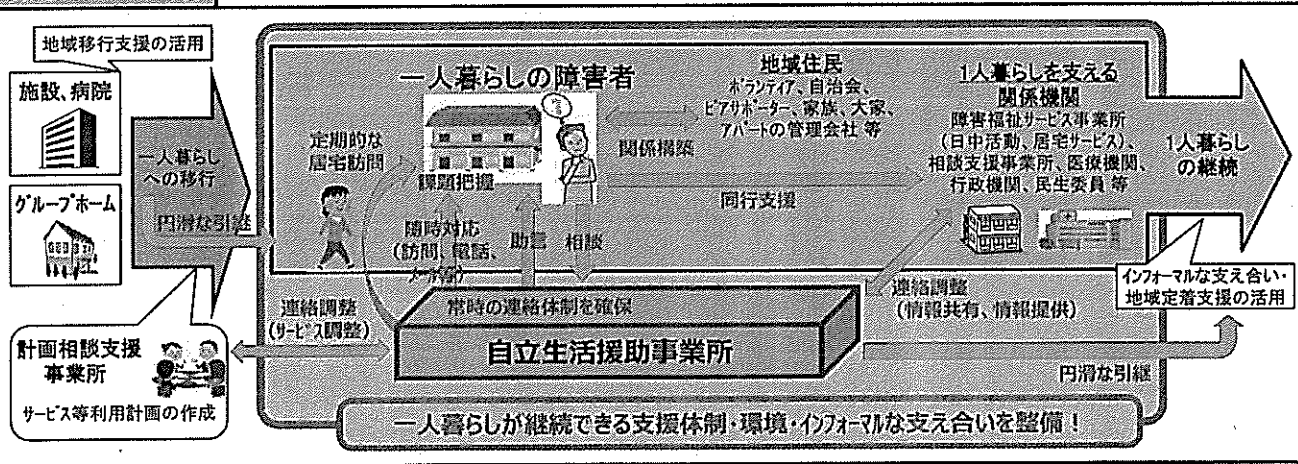 地域移行支援の活用
施設、病院
グループホーム
一人暮らし
への移行
円滑な引継
計画相談支援
事業所
サービス等利用計画の作成
連絡調整
(サービス調整)
一人暮らしの障害者
定期的な
居宅訪問
課題把握
随時対応
(訪問、電話、
メール等)
助言
相談
関係構築
同行支援
地域住民
ボランティア、自治会、
ピアサポーター、家族、大家、
アパートの管理会社 等
1人暮らしを支える
関係機関
障害福祉サービス事業所
(日中活動、居宅サービス)、
相談支援事業所、医療機関、
行政機関、民生委員 等
1人暮らし
の継続
インフォーマルな支え合い・
地域定着支援の活用
常時の連絡体制を確保
自立生活援助事業所
連絡調整
(情報共有、情報提供)
円滑な引継
一人暮らしが継続できる支援体制・環境・インフォーマルな支え合いを整備！